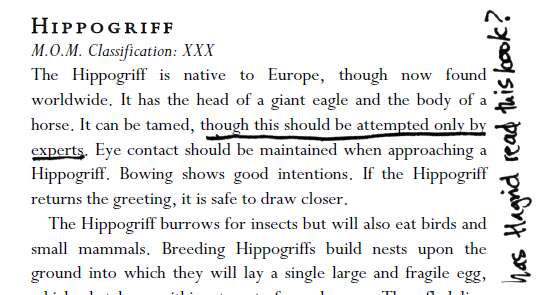 HIPPOGRIFF
M.O.M. Classification: XXX
The Hippogriff is native to Europe, though now found
worldwide. It has the head of a giant eagle and the body of a
horse. It can be tamed, though this should be attempted only by
experts. Eye contact should be maintained when approaching a
Hippogriff. Bowing shows good intentions. If the Hippogriff
returns the greeting, it is safe to draw closer.
The Hippogriff burrows for insects but will also eat birds and
small mammals. Breeding Hippogriffs build nests upon the
ground into which they will lay a single large and fragile egg,
has Hagrid read this book?